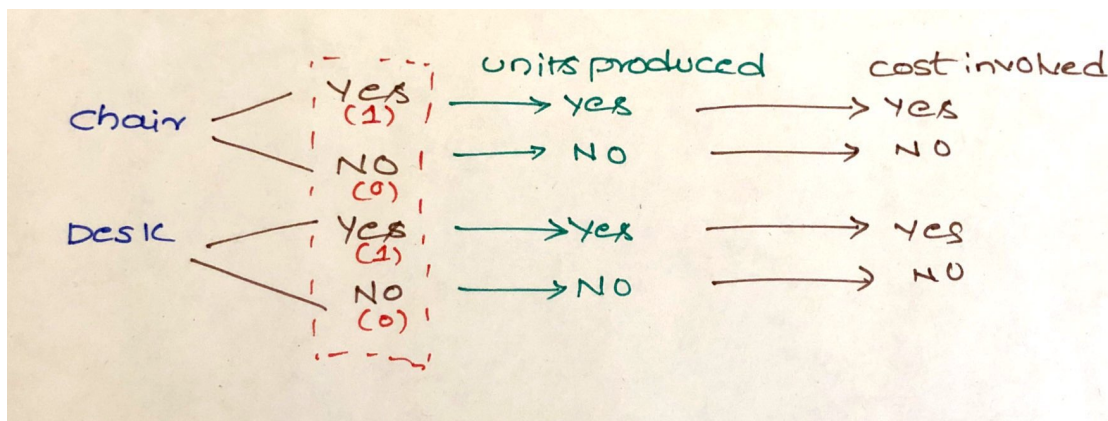 units produced cost involved
Chair Yes → Yes → Yes
(1)
NO → NO → NO
(0)
Desk Yes → Yes → Yes
(1)
NO → NO → NO
(0)